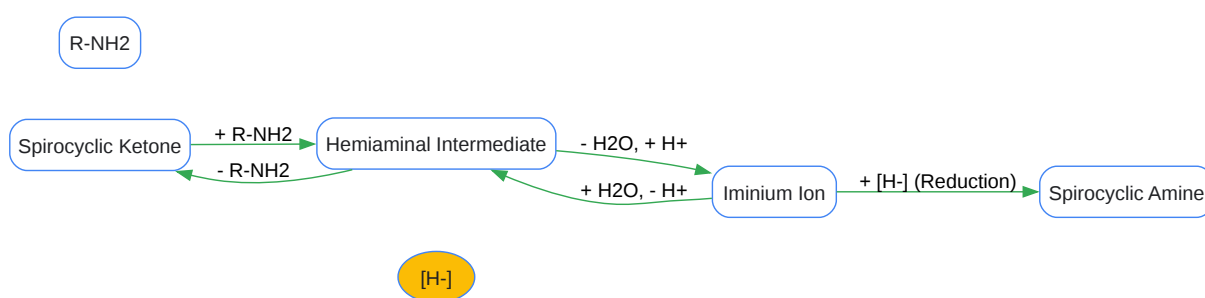 R-NH2
Spirocyclic Ketone
+ R-NH2
- R-NH2
Hemiaminal Intermediate
- H2O, + H+
+ H2O, - H+
Iminium Ion
+ [H-] (Reduction)
Spirocyclic Amine
[H-]